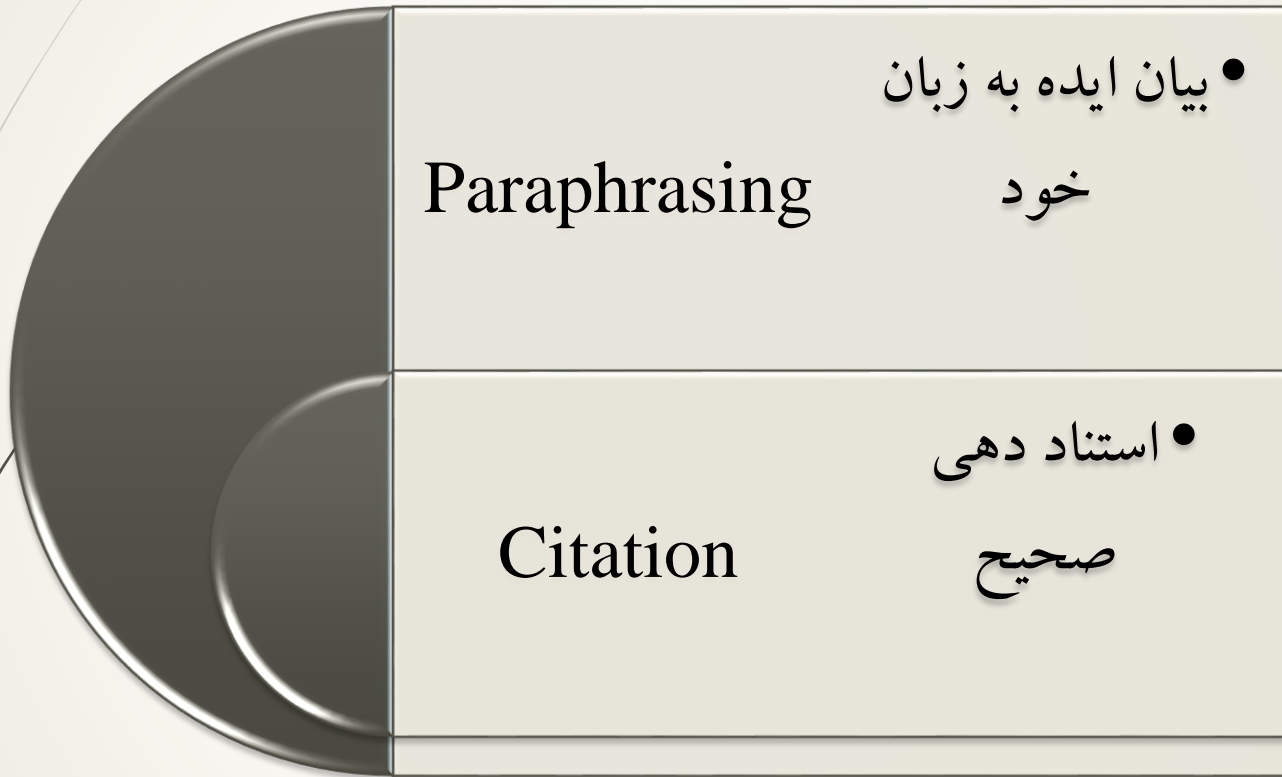 Paraphrasing
• بیان ایده به زبان
خود
Citation
• استناد دهی
صحیح